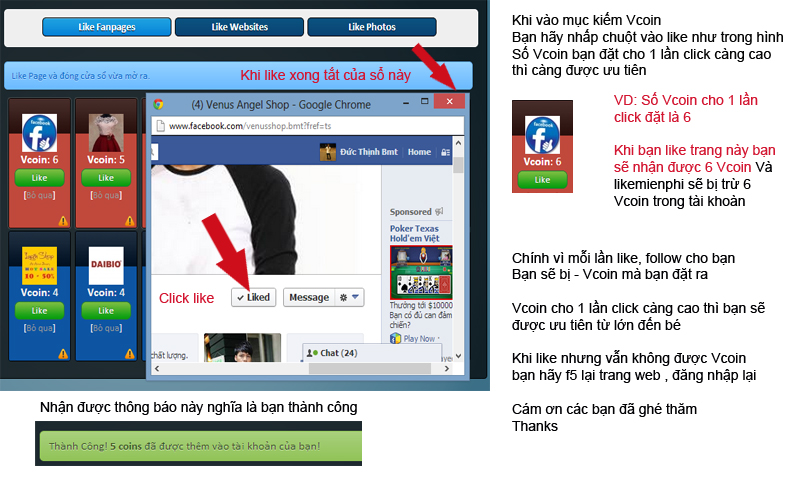 Like Fanpages
Like Websites
Like Photos
Like Page và đóng cửa sổ vừa mở ra.
Khi like xong tắt của sổ này
(4) Venus Angel Shop - Google Chrome
www.facebook.com/venusshop.bmt?fref=ts
Đức Thịnh Bmt
Home
Vcoin: 6
Like
[Bỏ qua]
Vcoin: 5
Like
[Bỏ qua]
Happy Shop
HOT SALE
10 - 50%
Vcoin: 4
Like
[Bỏ qua]
DAIBIO
Vcoin: 4
Like
[Bỏ qua]
Click like
Liked
Message
Sponsored
Poker Texas
Hold'em Việt
Thưởng tới $10000
Bạn có đủ can đảm
chiến?
Play Now
chất lượng.
Chat (24)
Nhận được thông báo này nghĩa là bạn thành công
Thành Công! 5 coins đã được thêm vào tài khoản của bạn!
Khi vào mục kiếm Vcoin
Bạn hãy nhấp chuột vào like như trong hình
Số Vcoin bạn đặt cho 1 lần click càng cao
thì càng được ưu tiên
facebook
Vcoin: 6
Like
VD: Số Vcoin cho 1 lần
click đặt là 6
Khi bạn like trang này bạn
sẽ nhận được 6 Vcoin Và
likemienphi sẽ bị trừ 6
Vcoin trong tài khoản
Chính vì mỗi lần like, follow cho bạn
Bạn sẽ bị - Vcoin mà bạn đặt ra
Vcoin cho 1 lần click càng cao thì bạn sẽ
được ưu tiên từ lớn đến bé
Khi like nhưng vẫn không được Vcoin
bạn hãy f5 lại trang web , đăng nhập lại
Cám ơn các bạn đã ghé thăm
Thanks